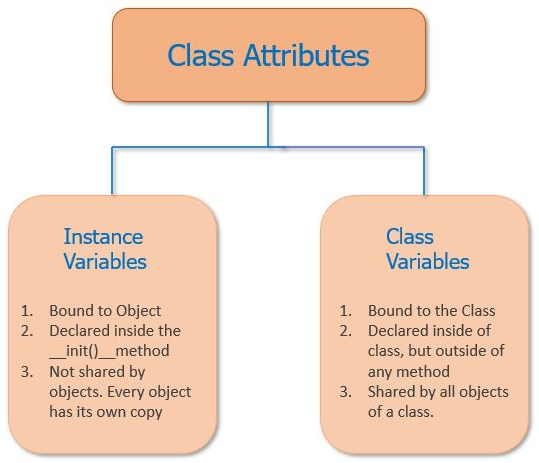 Class Attributes
Instance
Variables
1. Bound to Object
2. Declared inside the
__init()__method
3. Not shared by
objects. Every object
has its own copy
Class
Variables
1. Bound to the Class
2. Declared inside of
class, but outside of
any method
3. Shared by all objects
of a class.